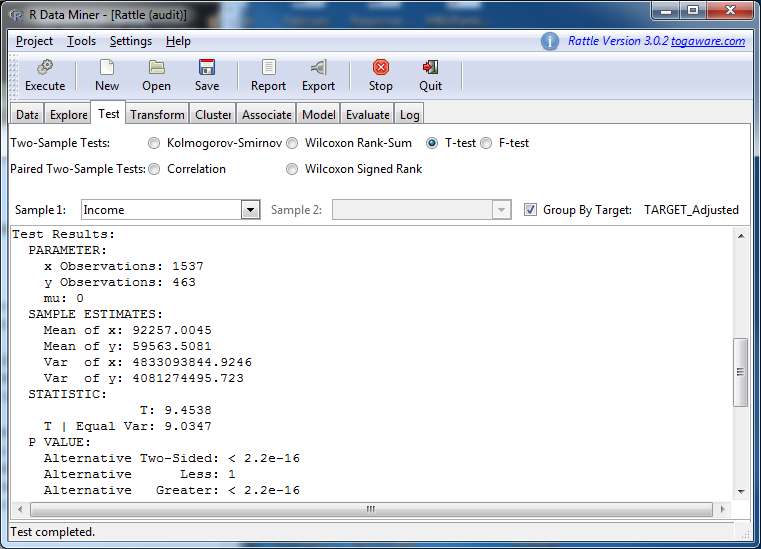 R Data Miner - [Rattle (audit)]
Project Tools Settings Help
Rattle Version 3.0.2 togaware.com
Execute New Open Save Report Export Stop Quit
Data Explore Test Transform Cluster Associate Model Evaluate Log
Two-Sample Tests: Kolmogorov-Smirnov Wilcoxon Rank-Sum T-test F-test
Paired Two-Sample Tests: Correlation Wilcoxon Signed Rank
Sample 1: Income Sample 2: Group By Target: TARGET_Adjusted
Test Results:
PARAMETER:
x Observations: 1537
y Observations: 463
mu: 0
SAMPLE ESTIMATES:
Mean of x: 92257.0045
Mean of y: 59563.5081
Var of x: 4833093844.9246
Var of y: 4081274495.723
STATISTIC:
T: 9.4538
T | Equal Var: 9.0347
P VALUE:
Alternative Two-Sided: < 2.2e-16
Alternative Less: 1
Alternative Greater: < 2.2e-16
Test completed.